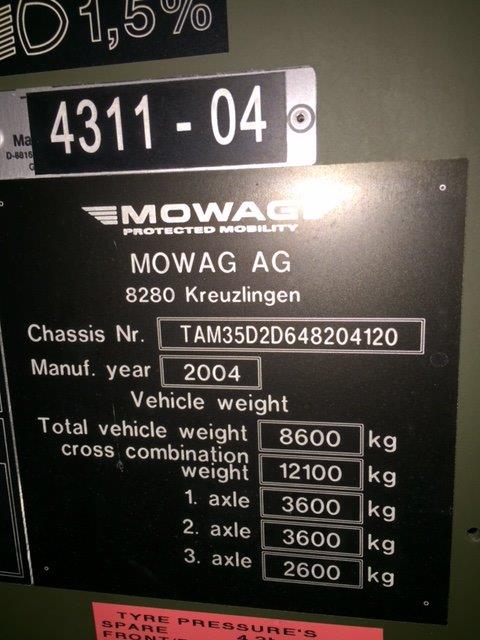 1,5%
Ma
4311 - 04
MOWAG
PROTECTED MOBILITY
MOWAG AG
8280 Kreuzlingen
Chassis Nr. TAM35D2D648204120
Manuf. year 2004
Vehicle weight
Total vehicle weight 8600 kg
cross combination
weight 12100 kg
1. axle 3600 kg
2. axle 3600 kg
3. axle 2600 kg
TYRE PRESSURE'S
SPARE